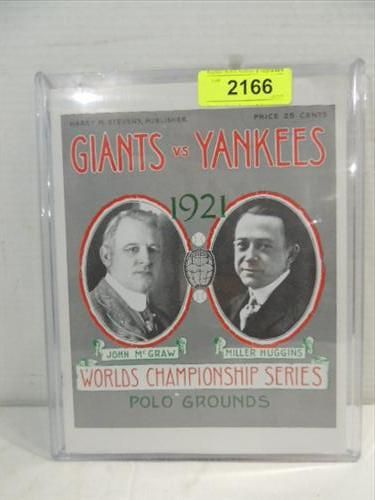 2166
HARRY M. STEVENS, PUBLISHER
PRICE 25 CENTS
GIANTS VS YANKEES
1921
JOHN McGRAW
MILLER HUGGINS
WORLDS CHAMPIONSHIP SERIES
POLO GROUNDS